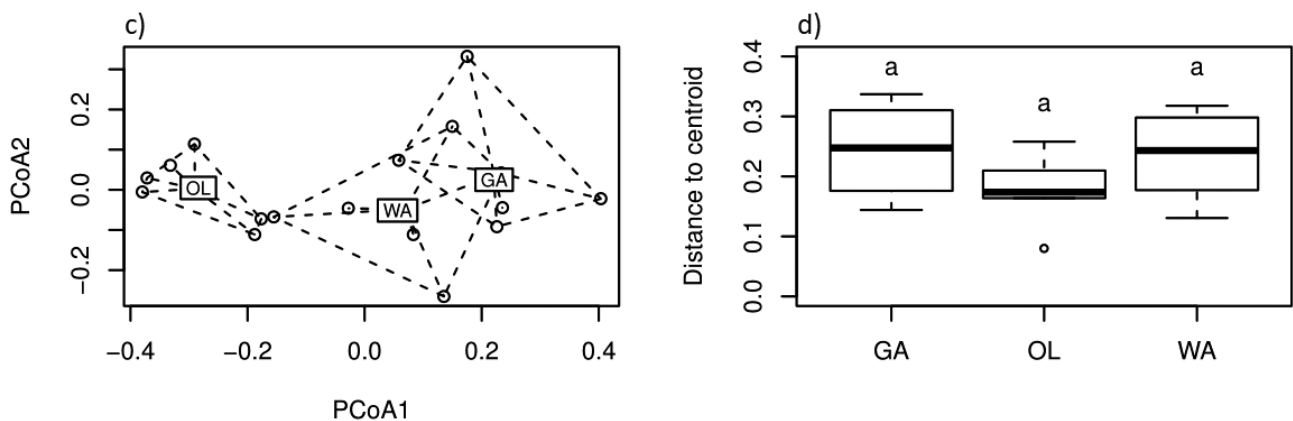 c)
PCoA2
0.2
0.0
−0.2
OL
WA
GA
−0.4 −0.2 0.0 0.2 0.4
PCoA1
d)
Distance to centroid
0.4
0.3
0.2
0.1
0.0
a a a
GA OL WA